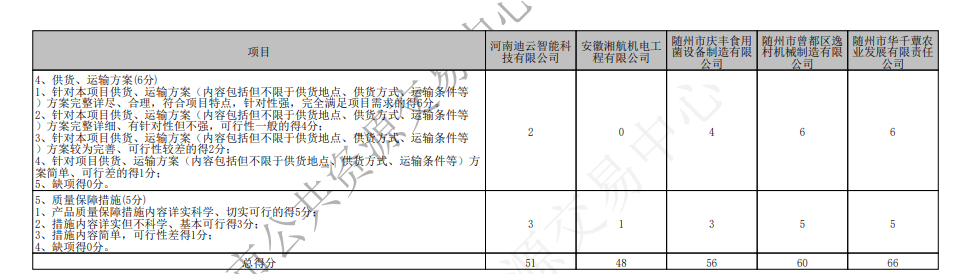 项目
河南迪云智能科
技有限公司
安徽湘航机电工
程有限公司
随州市庆丰食用
菌设备制造有限
公司
随州市曾都区逸
村机械制造有限
公司
随州市华千蕈农
业发展有限责任
公司
4、供货、运输方案(6分)
1、针对本项目供货、运输方案（内容包括但不限于供货地点、供货方式、运输条件等
）方案完整详尽、合理，符合项目特点，针对性强，完全满足项目需求的得6分；
2、针对本项目供货、运输方案（内容包括但不限于供货地点、供货方式、运输条件等
）方案完整详细、有针对性但不强，可行性一般的得4分；
3、针对本项目供货、运输方案（内容包括但不限于供货地点、供货方式、运输条件等
）方案较为完善、可行性较差的得2分；
4、针对项目供货、运输方案（内容包括但不限于供货地点、供货方式、运输条件等）方
案简单、可行差的得1分；
5、缺项得0分。
2 0 4 6 6
5、质量保障措施(5分)
1、产品质量保障措施内容详实科学、切实可行的得5分；
2、措施内容详实但不科学、基本可行得3分；
3、措施内容简单，可行性差得1分；
4、缺项得0分。
3 1 3 5 5
总得分 51 48 56 60 66
市公共资源交易中心
源交易中心